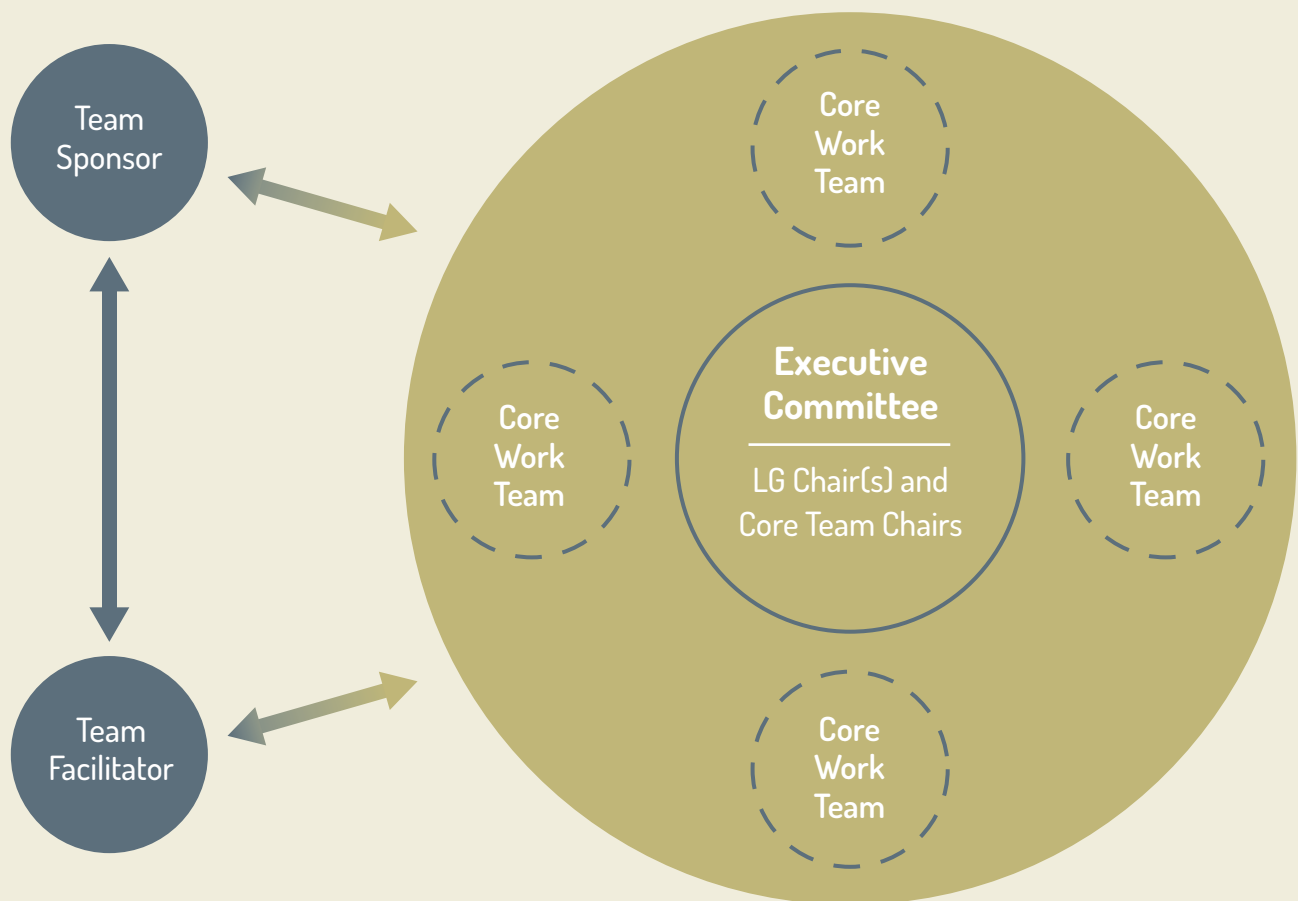 Team
Sponsor
Core
Work
Team
Core
Work
Team
Executive
Committee
LG Chair(s) and
Core Team Chairs
Core
Work
Team
Team
Facilitator
Core
Work
Team